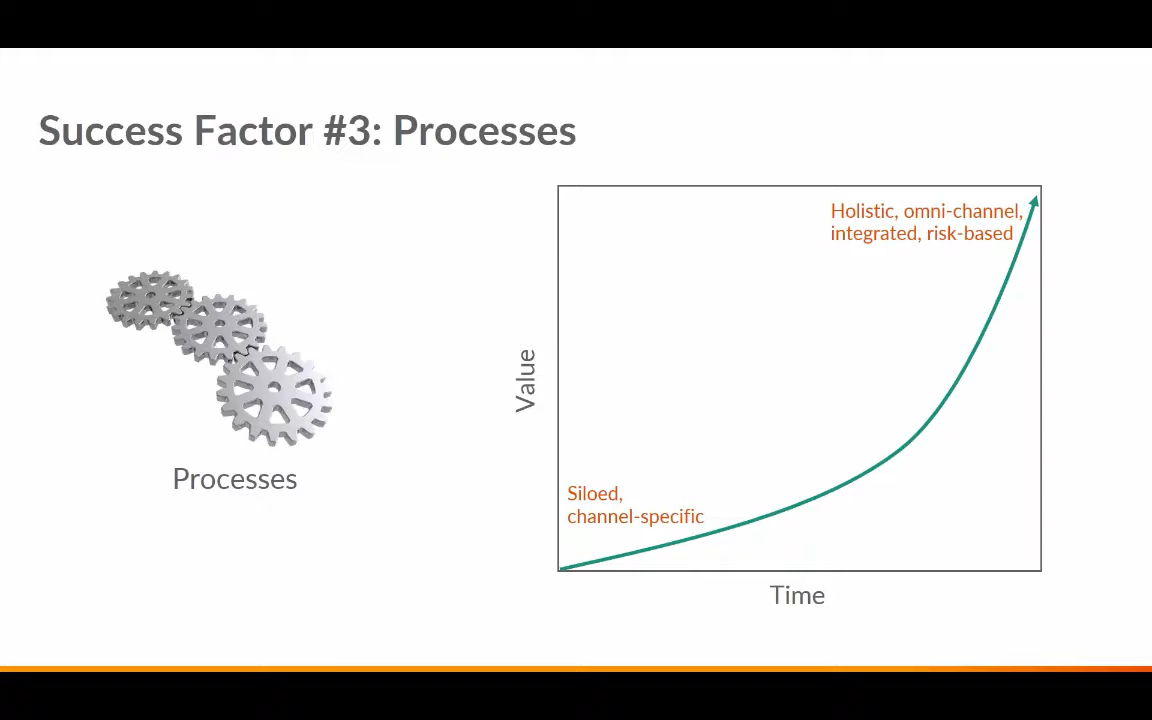 Success Factor #3: Processes
Processes
Value
Holistic, omni-channel,
integrated, risk-based
Siloed,
channel-specific
Time